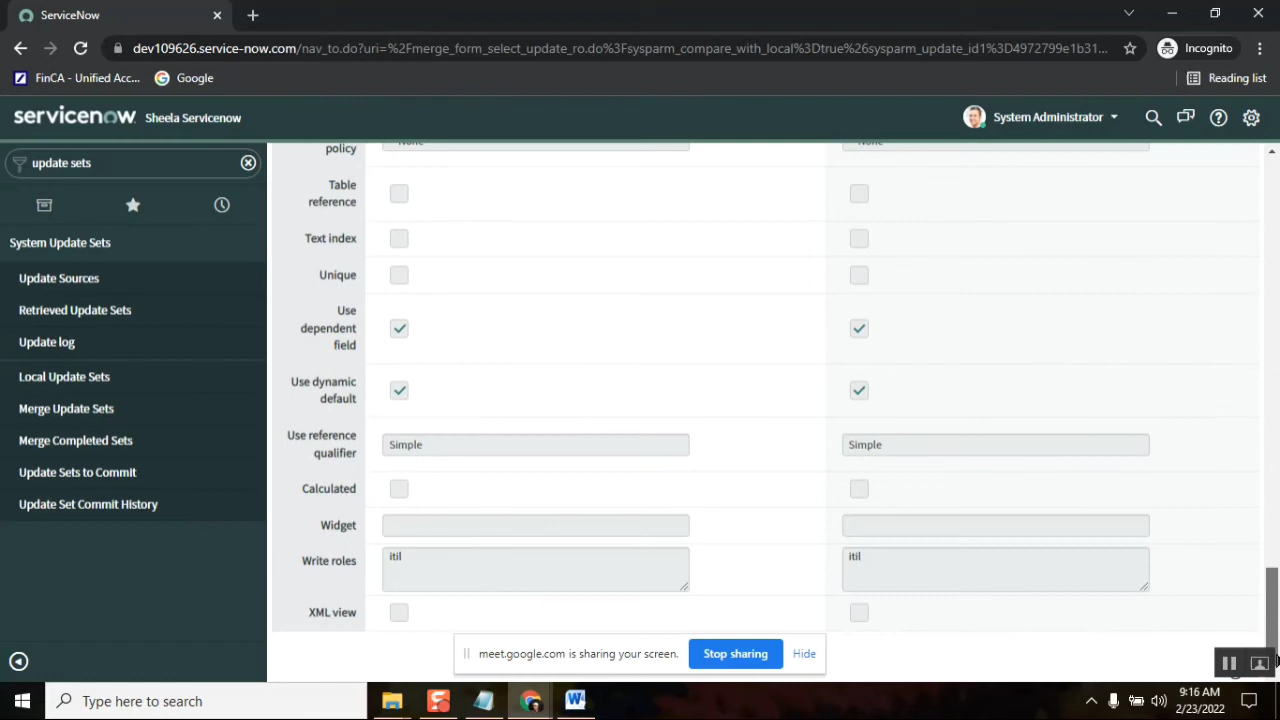 ServiceNow
dev109626.service-now.com/nav_to.do?uri=%2Fmerge_form_select_update_ro.do%3Fsysparm_compare_with_local%3Dtrue%26sysparm_update_id1%3D4972799e1b31...
Incognito
FinCA - Unified Acc...
Google
Reading list
servicenow
Sheela Servicenow
System Administrator
update sets
System Update Sets
Update Sources
Retrieved Update Sets
Update log
Local Update Sets
Merge Update Sets
Merge Completed Sets
Update Sets to Commit
Update Set Commit History
policy
None
None
Table
reference
Text index
Unique
Use
dependent
field
Use dynamic
default
Use reference
qualifier
Simple
Simple
Calculated
Widget
Write roles
itil
itil
XML view
meet.google.com is sharing your screen.
Stop sharing
Hide
Type here to search
9:16 AM
2/23/2022